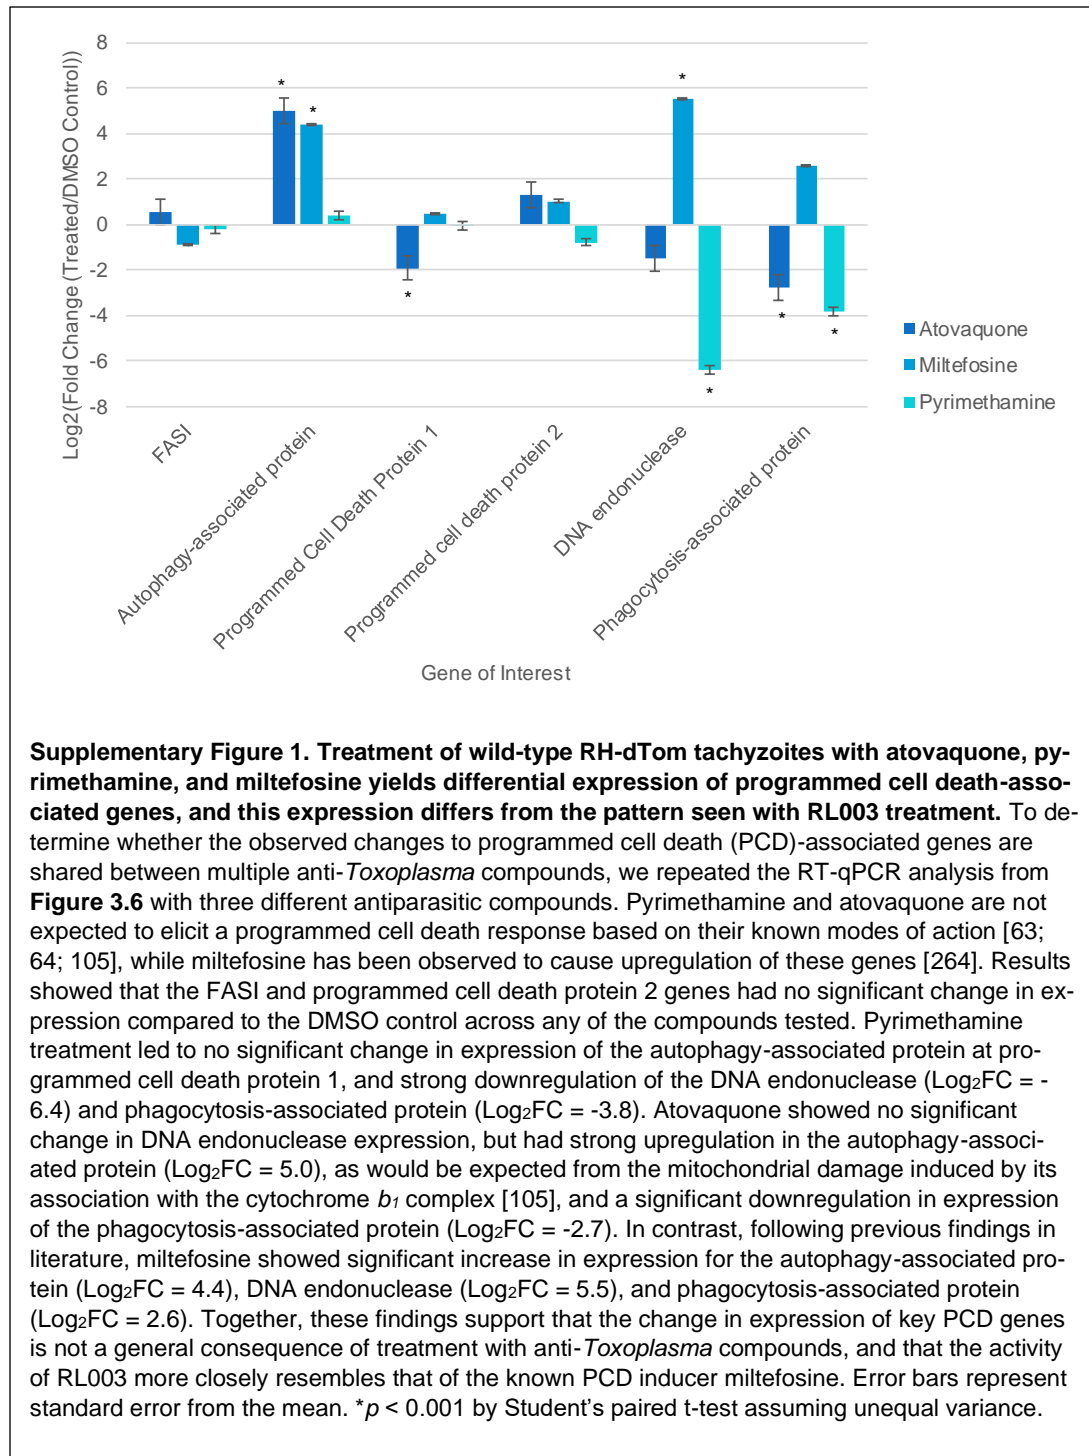 8
6
4
2
0
-2
-4
-6
-8
Log2(Fold Change (Treated/DMSO Control))
*
*
*
*
*
*
*
FASI
Autophagy-associated protein
Programmed Cell Death Protein 1
Programmed cell death protein 2
DNA endonuclease
Phagocytosis-associated protein
Gene of Interest
Atovaquone
Miltefosine
Pyrimethamine
Supplementary Figure 1. Treatment of wild-type RH-dTom tachyzoites with atovaquone, py-
rimethamine, and miltefosine yields differential expression of programmed cell death-asso-
ciated genes, and this expression differs from the pattern seen with RL003 treatment. To de-
termine whether the observed changes to programmed cell death (PCD)-associated genes are
shared between multiple anti-Toxoplasma compounds, we repeated the RT-qPCR analysis from
Figure 3.6 with three different antiparasitic compounds. Pyrimethamine and atovaquone are not
expected to elicit a programmed cell death response based on their known modes of action [63;
64; 105], while miltefosine has been observed to cause upregulation of these genes [264]. Results
showed that the FASI and programmed cell death protein 2 genes had no significant change in ex-
pression compared to the DMSO control across any of the compounds tested. Pyrimethamine
treatment led to no significant change in expression of the autophagy-associated protein at pro-
grammed cell death protein 1, and strong downregulation of the DNA endonuclease (Log2FC = -
6.4) and phagocytosis-associated protein (Log2FC = -3.8). Atovaquone showed no significant
change in DNA endonuclease expression, but had strong upregulation in the autophagy-associ-
ated protein (Log2FC = 5.0), as would be expected from the mitochondrial damage induced by its
association with the cytochrome b1 complex [105], and a significant downregulation in expression
of the phagocytosis-associated protein (Log2FC = -2.7). In contrast, following previous findings in
literature, miltefosine showed significant increase in expression for the autophagy-associated pro-
tein (Log2FC = 4.4), DNA endonuclease (Log2FC = 5.5), and phagocytosis-associated protein
(Log2FC = 2.6). Together, these findings support that the change in expression of key PCD genes
is not a general consequence of treatment with anti-Toxoplasma compounds, and that the activity
of RL003 more closely resembles that of the known PCD inducer miltefosine. Error bars represent
standard error from the mean. *p < 0.001 by Student’s paired t-test assuming unequal variance.